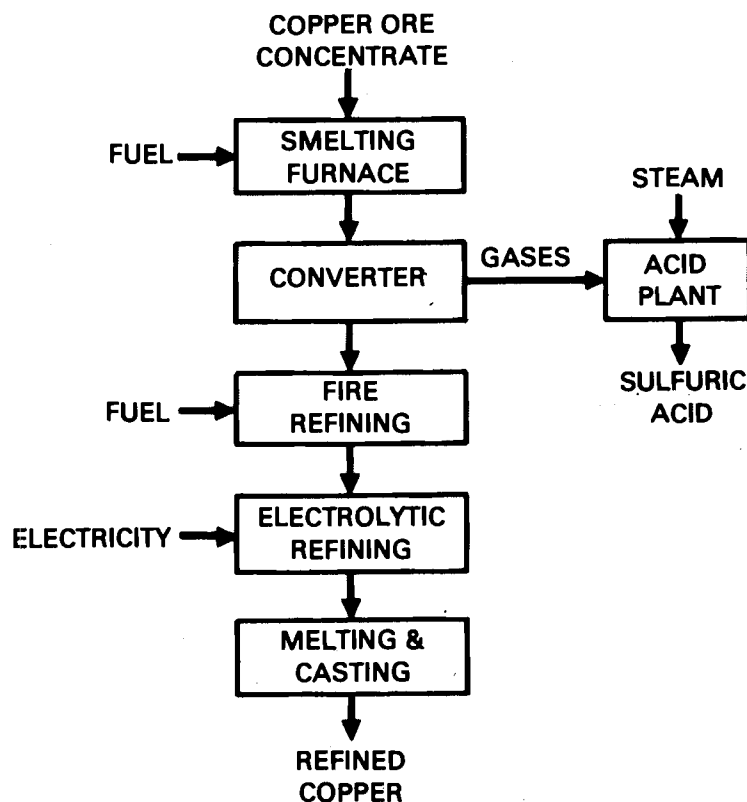 COPPER ORE
CONCENTRATE
FUEL
SMELTING
FURNACE
STEAM
CONVERTER
GASES
ACID
PLANT
FUEL
FIRE
REFINING
SULFURIC
ACID
ELECTRICITY
ELECTROLYTIC
REFINING
MELTING &
CASTING
REFINED
COPPER